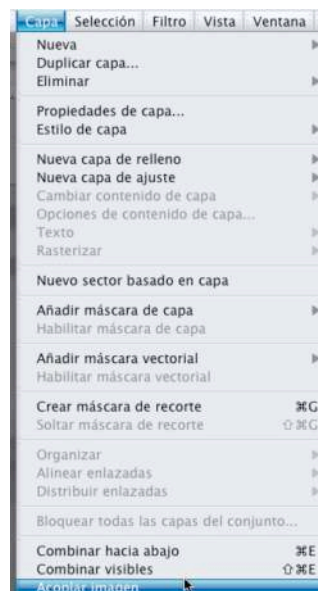 Capa Selección Filtro Vista Ventana
Nueva
Duplicar capa...
Eliminar
Propiedades de capa...
Estilo de capa
Nueva capa de relleno
Nueva capa de ajuste
Cambiar contenido de capa
Opciones de contenido de capa...
Texto
Rasterizar
Nuevo sector basado en capa
Añadir máscara de capa
Habilitar máscara de capa
Añadir máscara vectorial
Habilitar máscara vectorial
Crear máscara de recorte ⌘G
Soltar máscara de recorte ⇧⌘G
Organizar
Alinear enlazadas
Distribuir enlazadas
Bloquear todas las capas del conjunto...
Combinar hacia abajo ⌘E
Combinar visibles ⇧⌘E
Acoplar imagen